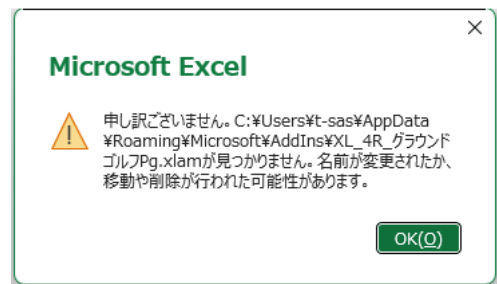 Microsoft Excel
申し訳ございません。C:¥Users¥t-sas¥AppData
¥Roaming¥Microsoft¥AddIns¥XL_4R_グラウンド
ゴルフPg.xlamが見つかりません。名前が変更されたか、
移動や削除が行われた可能性があります。
OK(O)